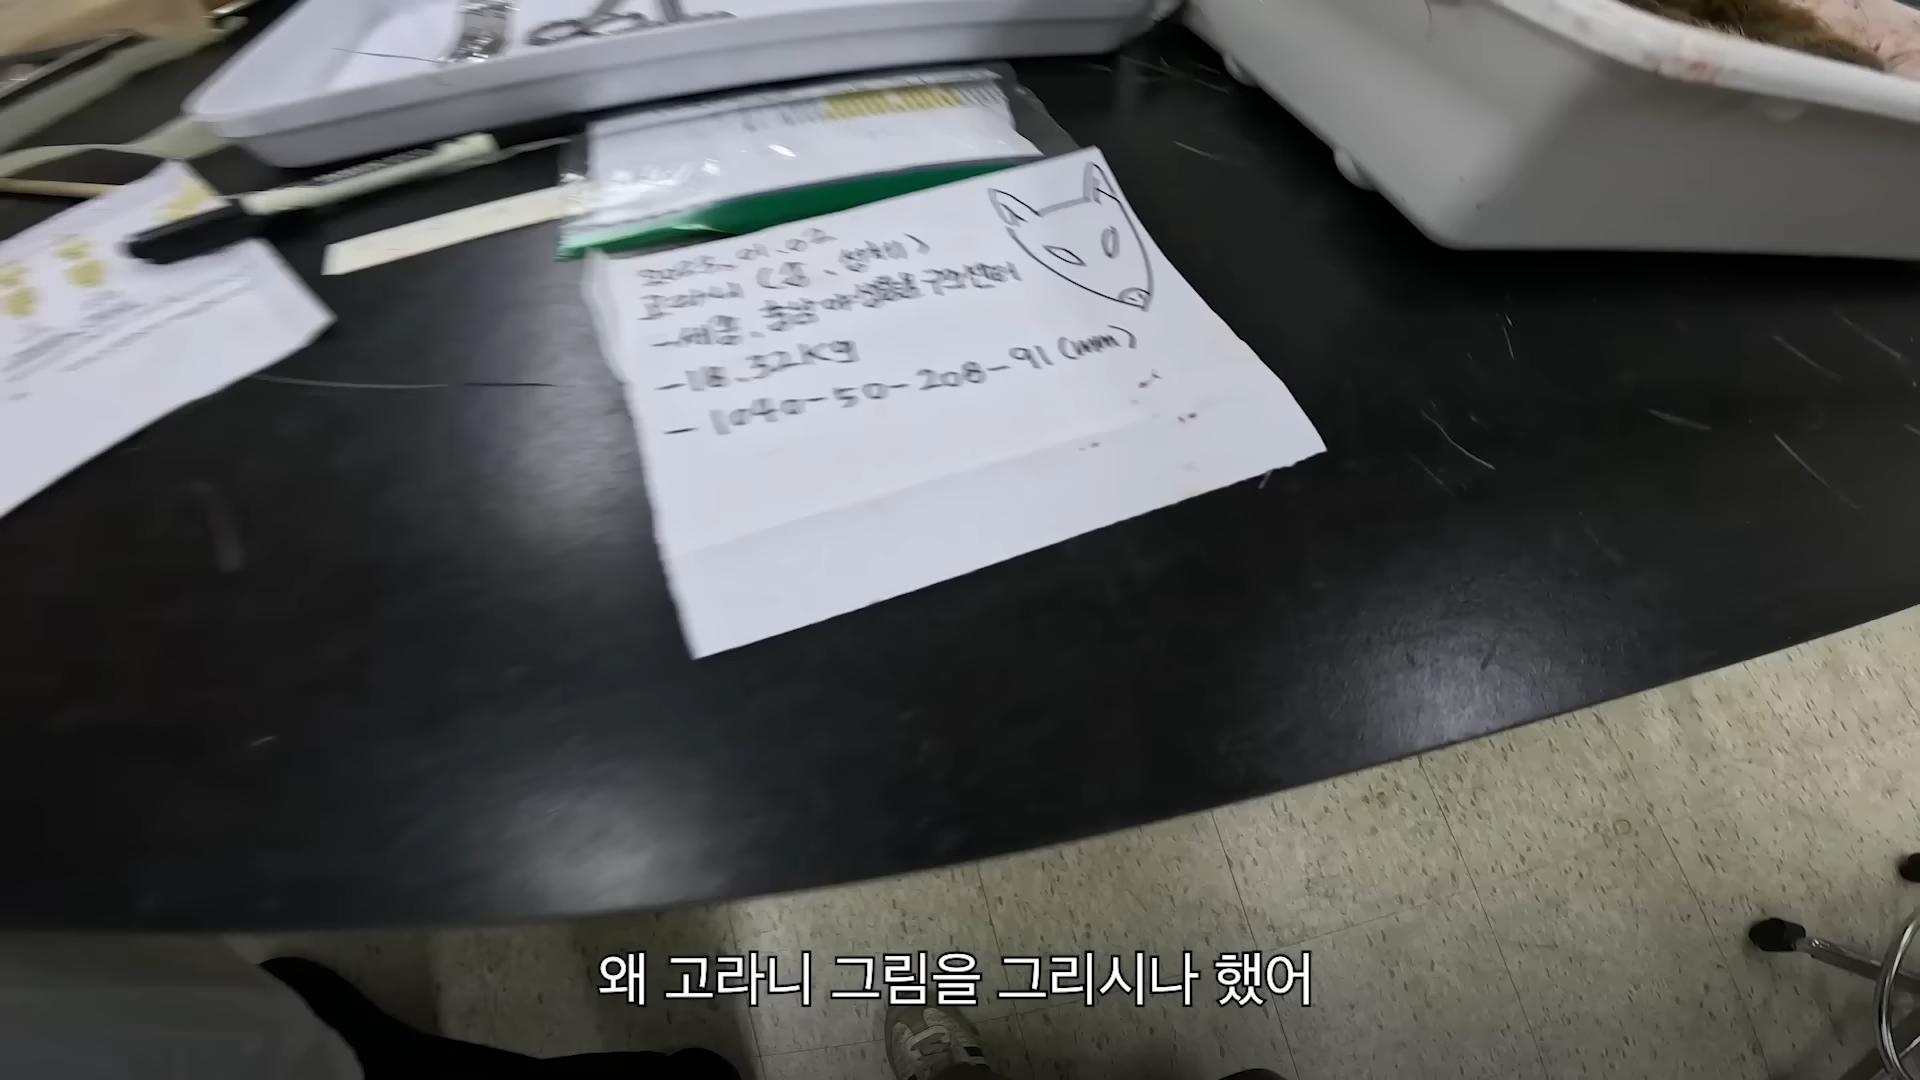 2023.01.02
고라니 (공, 성체)
-세종, 충남야생동물구조센터
-18.32kg
- 1040-50-208-91 (mm)
왜 고라니 그림을 그리시나 했어